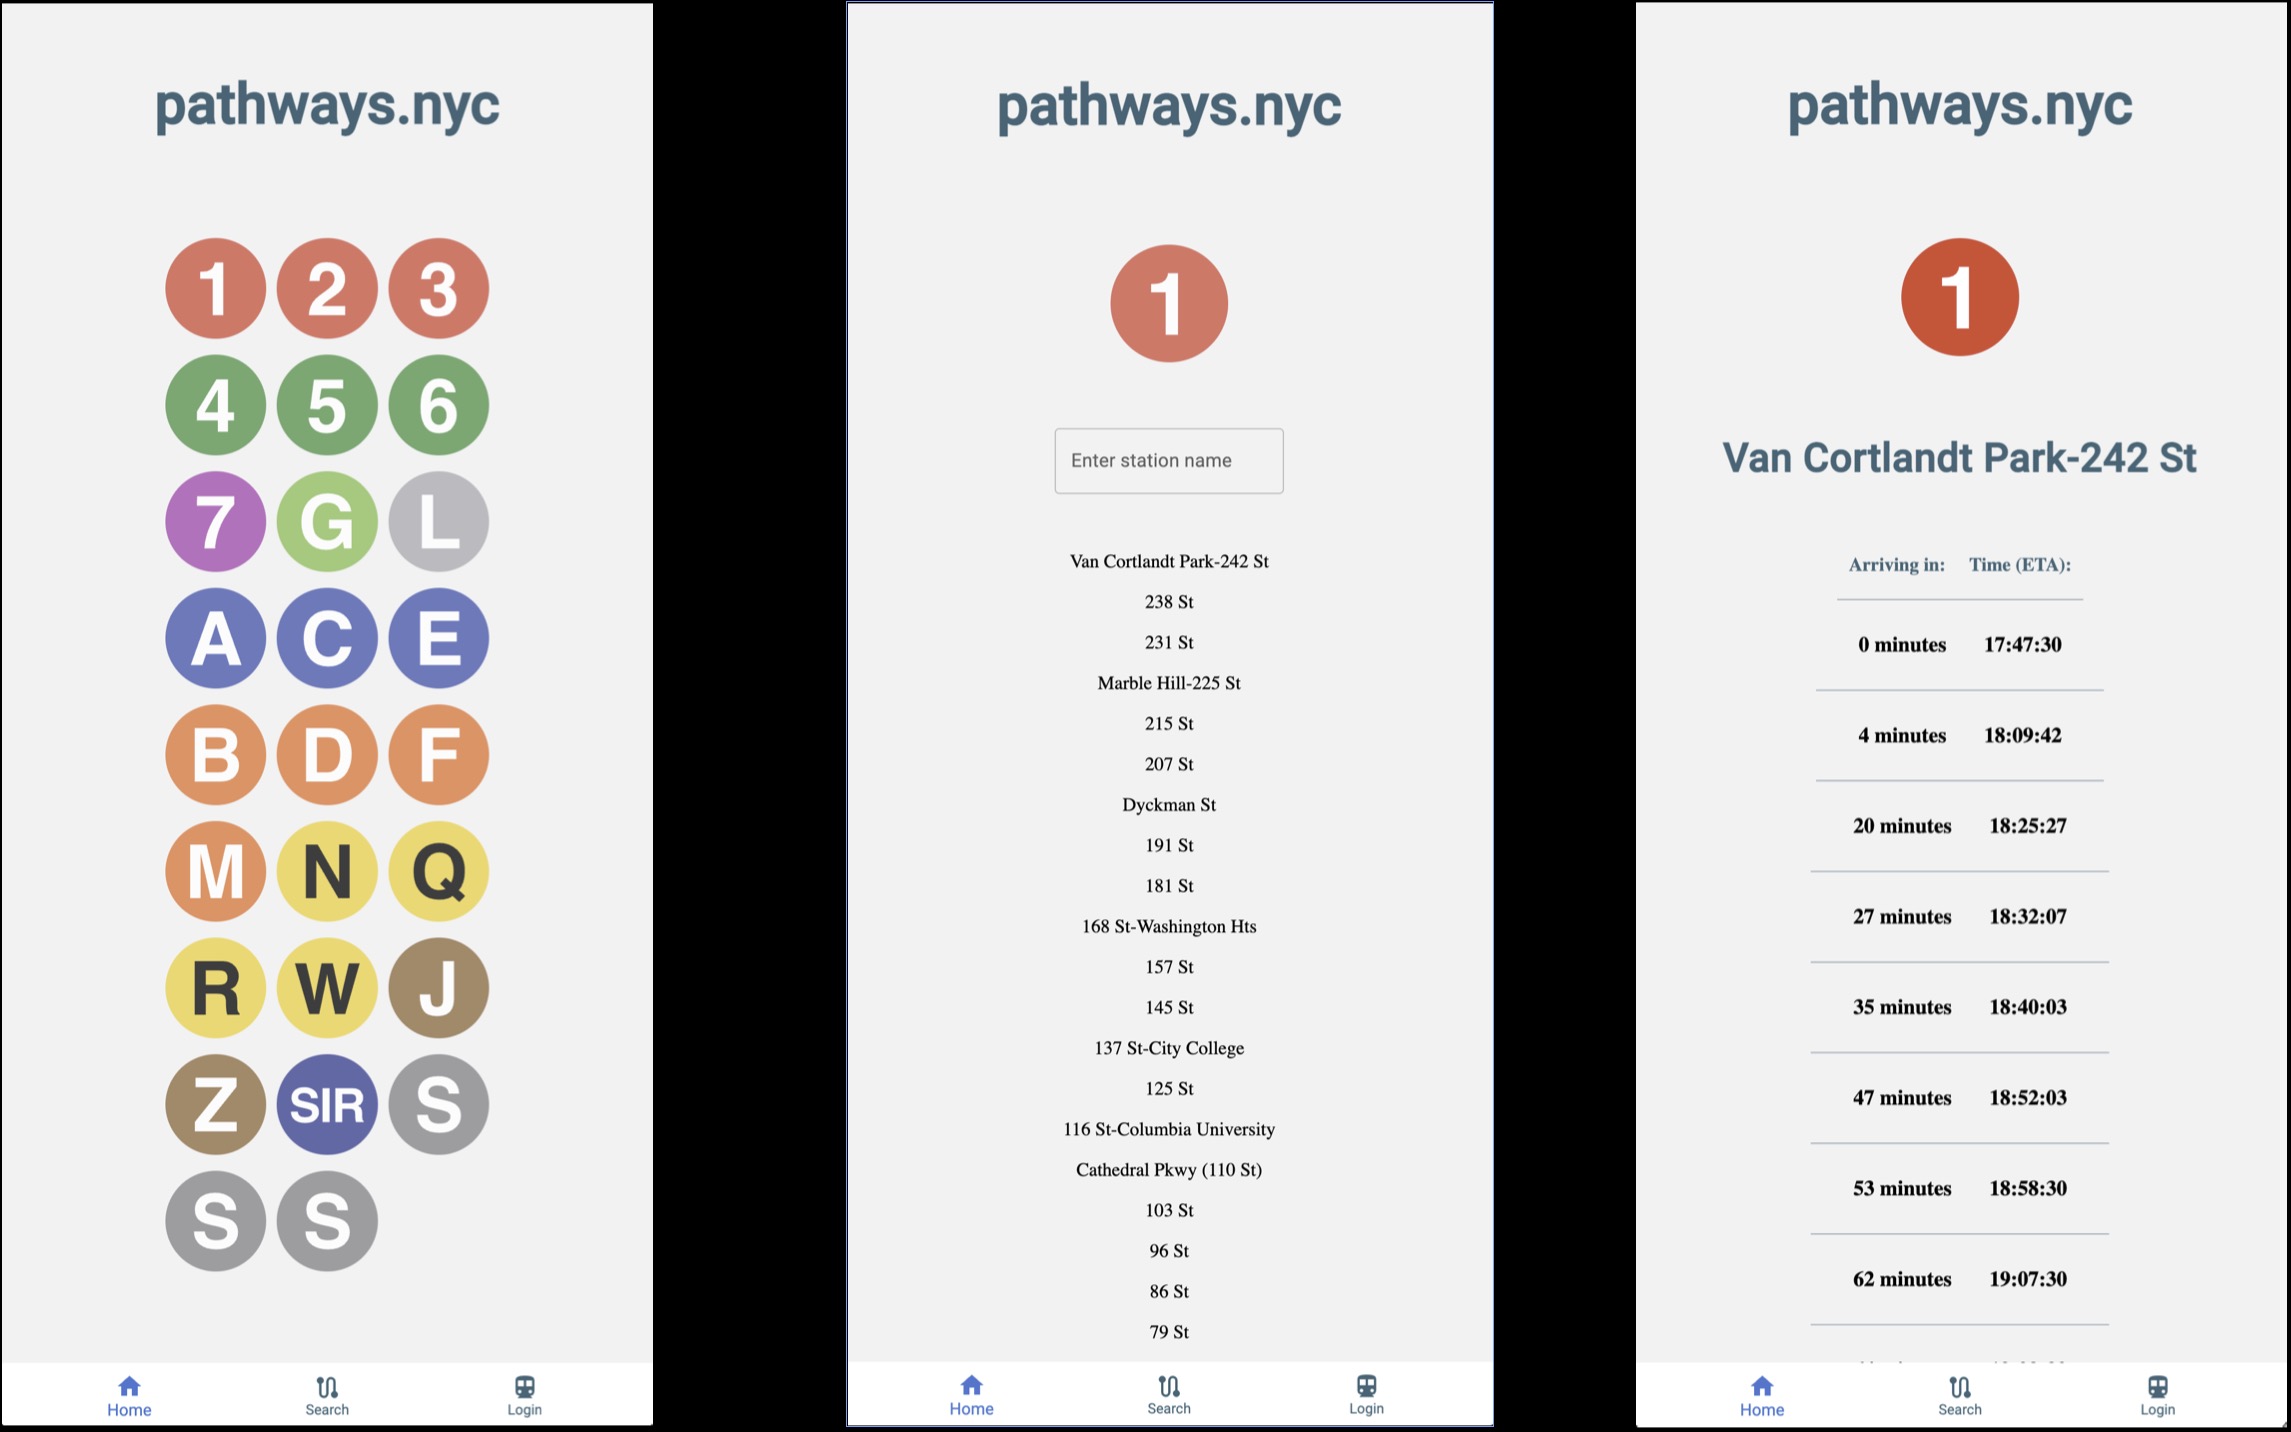 pathways.nyc
1 2 3
4 5 6
7 G L
A C E
B D F
M N Q
R W J
Z SIR S
S S
Home Search Login
pathways.nyc
1
Enter station name
Van Cortlandt Park-242 St
238 St
231 St
Marble Hill-225 St
215 St
207 St
Dyckman St
191 St
181 St
168 St-Washington Hts
157 St
145 St
137 St-City College
125 St
116 St-Columbia University
Cathedral Pkwy (110 St)
103 St
96 St
86 St
79 St
Home Search Login
pathways.nyc
1
Van Cortlandt Park-242 St
Arriving in: Time (ETA):
0 minutes 17:47:30
4 minutes 18:09:42
20 minutes 18:25:27
27 minutes 18:32:07
35 minutes 18:40:03
47 minutes 18:52:03
53 minutes 18:58:30
62 minutes 19:07:30
Home Search Login